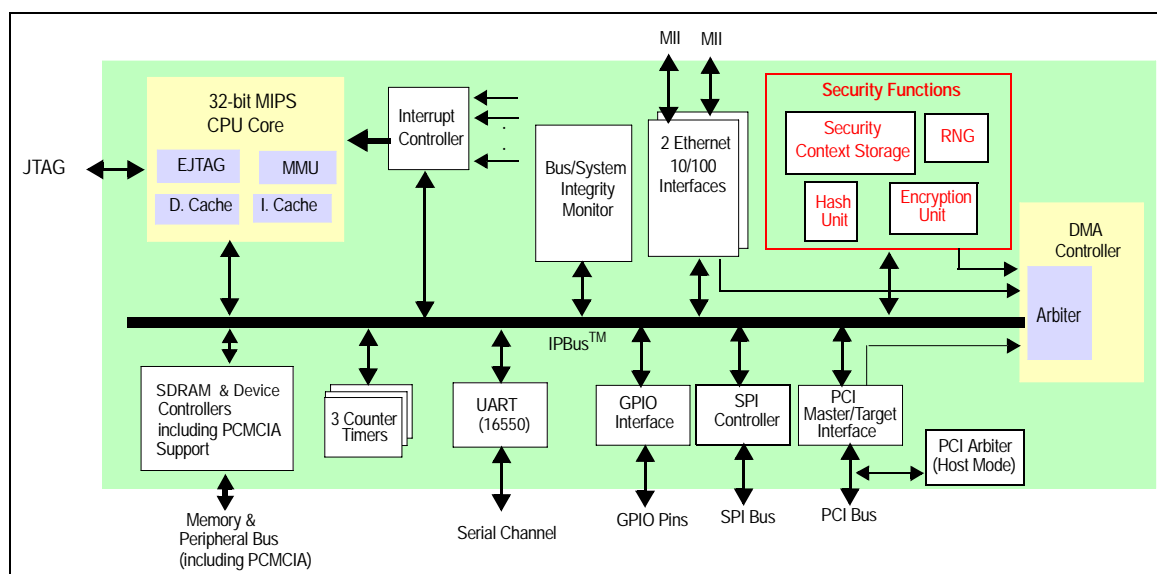 MII MII
32-bit MIPS
CPU Core
EJTAG
MMU
D. Cache
I. Cache
JTAG
Interrupt
Controller
.
.
Bus/System
Integrity
Monitor
2 Ethernet
10/100
Interfaces
Security Functions
Security
Context Storage
RNG
Hash
Unit
Encryption
Unit
DMA
Controller
Arbiter
IPBus™
SDRAM & Device
Controllers
including PCMCIA
Support
3 Counter
Timers
UART
(16550)
GPIO
Interface
SPI
Controller
PCI
Master/Target
Interface
PCI Arbiter
(Host Mode)
Memory &
Peripheral Bus
(including PCMCIA)
Serial Channel
GPIO Pins
SPI Bus
PCI Bus